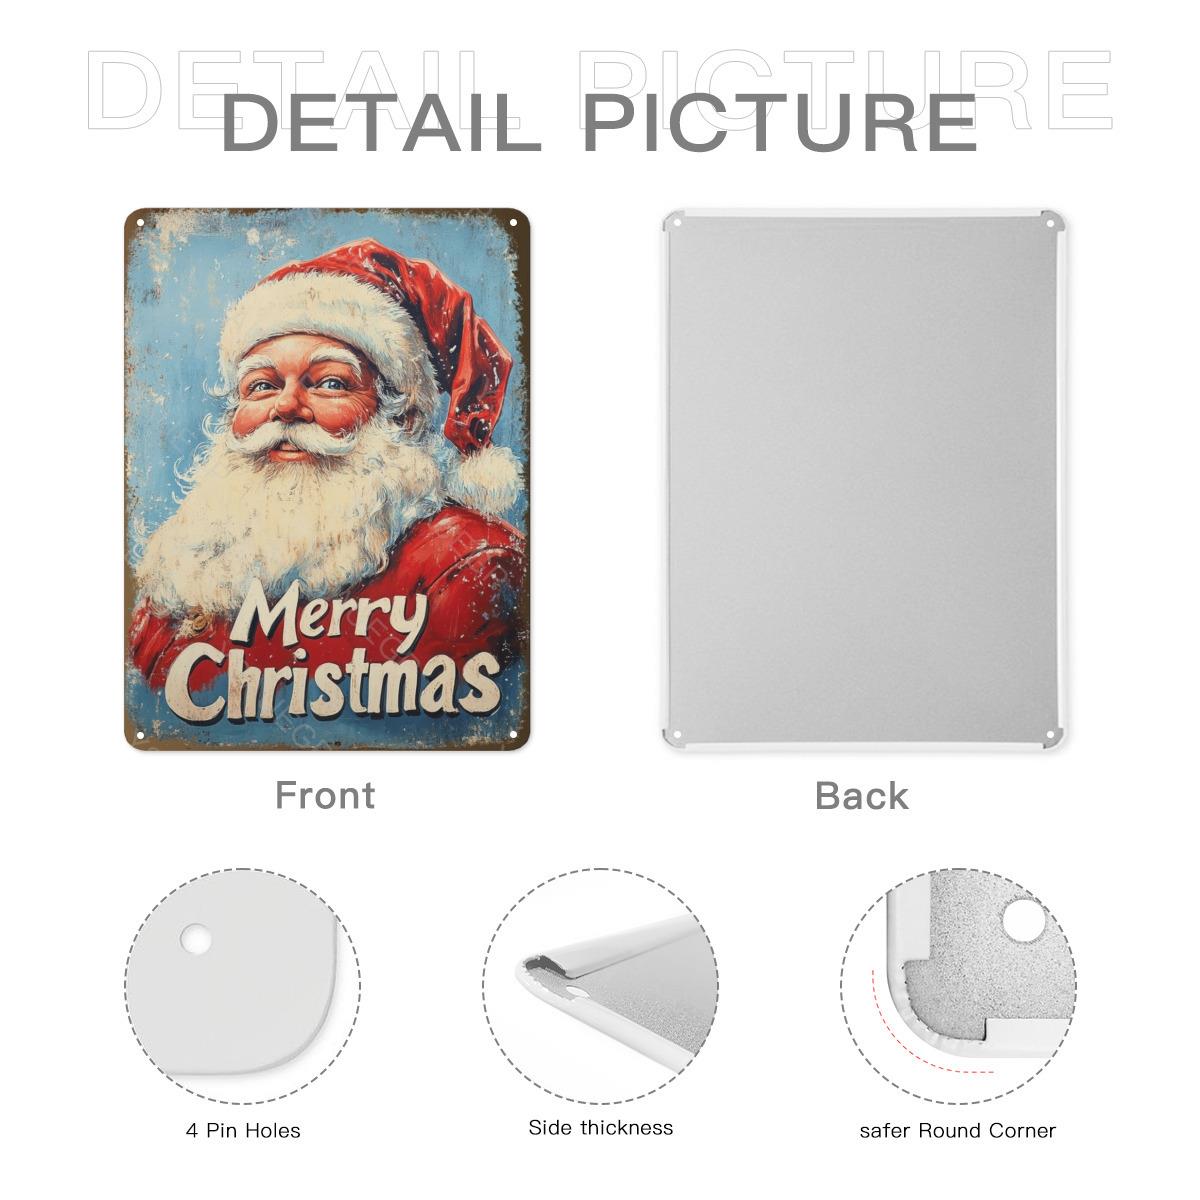 DETAIL PICTURE
DETAIL PICTURE
Merry
Christmas
Front
Back
4 Pin Holes
Side thickness
safer Round Corner